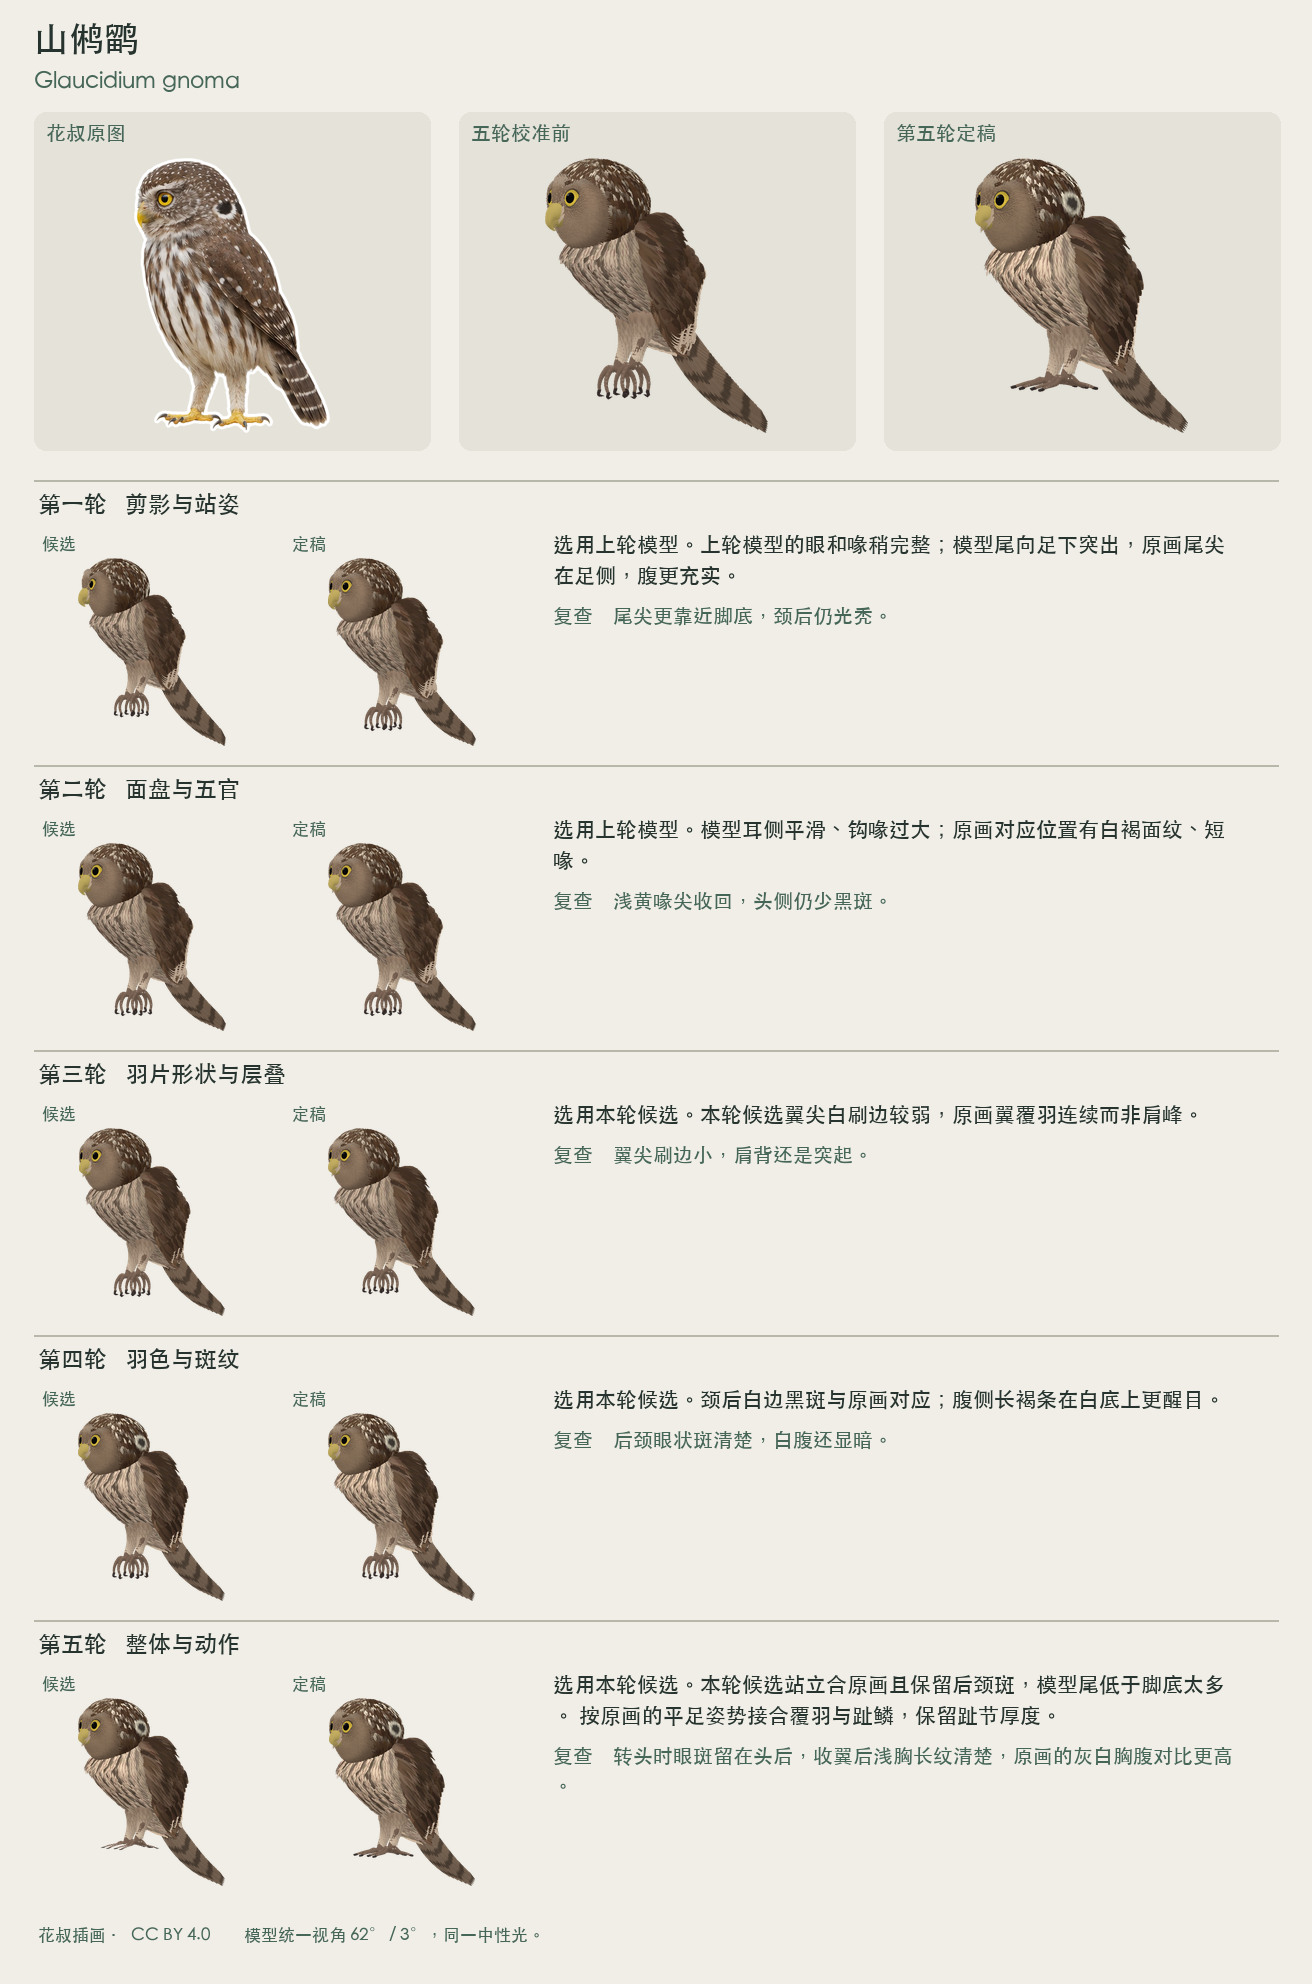 山鸺鹠
Glaucidium gnoma
花叔原图
五轮校准前
第五轮定稿
第一轮 剪影与站姿
候选
定稿
选用上轮模型。上轮模型的眼和喙稍完整；模型尾向足下突出，原画尾尖
在足侧，腹更充实。
复查 尾尖更靠近脚底，颈后仍光秃。
第二轮 面盘与五官
候选
定稿
选用上轮模型。模型耳侧平滑、钩喙过大；原画对应位置有白褐面纹、短
喙。
复查 浅黄喙尖收回，头侧仍少黑斑。
第三轮 羽片形状与层叠
候选
定稿
选用本轮候选。本轮候选翼尖白刷边较弱，原画翼覆羽连续而非肩峰。
复查 翼尖刷边小，肩背还是突起。
第四轮 羽色与斑纹
候选
定稿
选用本轮候选。颈后白边黑斑与原画对应；腹侧长褐条在白底上更醒目。
复查 后颈眼状斑清楚，白腹还显暗。
第五轮 整体与动作
候选
定稿
选用本轮候选。本轮候选站立合原画且保留后颈斑，模型尾低于脚底太多
。 按原画的平足姿势接合覆羽与趾鳞，保留趾节厚度。
复查 转头时眼斑留在头后，收翼后浅胸长纹清楚，原画的灰白胸腹对比更高
。
花叔插画 · CC BY 4.0 模型统一视角 62° / 3° ，同一中性光。